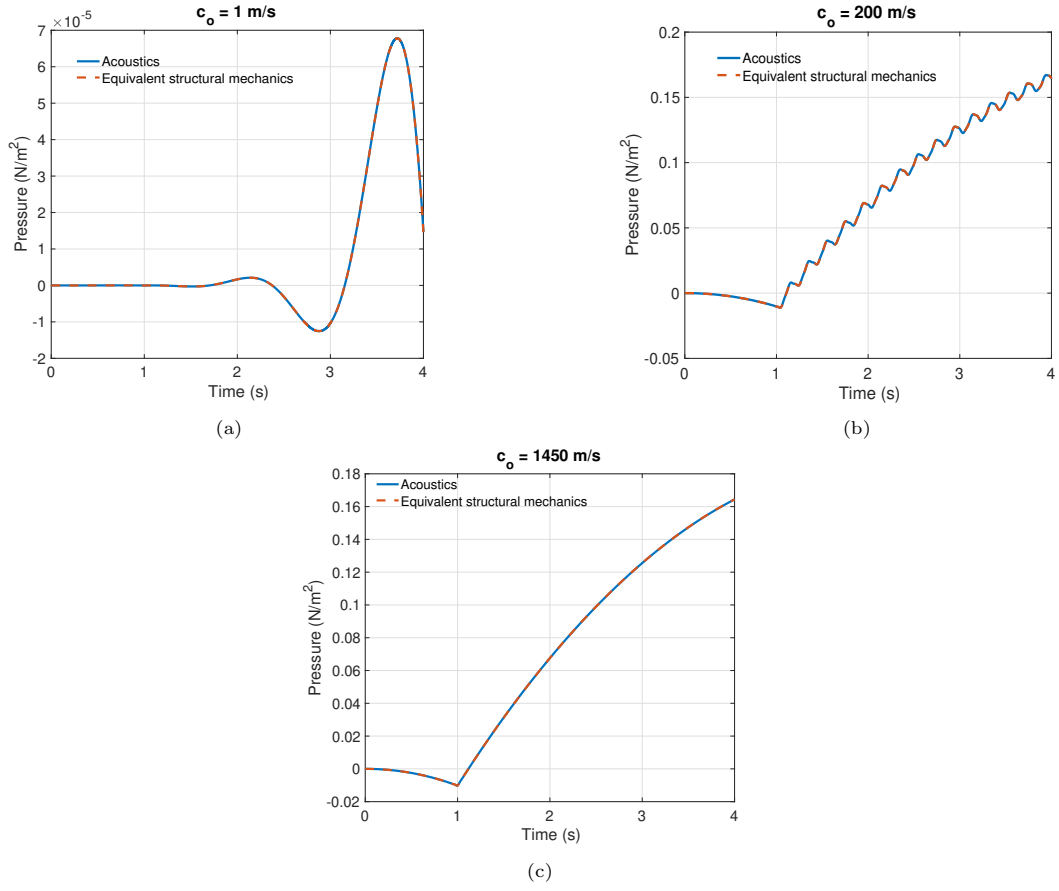 c_o = 1 m/s
×10^-5
7
6
5
4
3
2
1
0
-1
-2
Pressure (N/m²)
Acoustics
Equivalent structural mechanics
0 1 2 3 4
Time (s)
(a)
c_o = 200 m/s
0.2
0.15
0.1
0.05
0
-0.05
Pressure (N/m²)
Acoustics
Equivalent structural mechanics
0 1 2 3 4
Time (s)
(b)
c_o = 1450 m/s
0.18
0.16
0.14
0.12
0.1
0.08
0.06
0.04
0.02
0
-0.02
Pressure (N/m²)
Acoustics
Equivalent structural mechanics
0 1 2 3 4
Time (s)
(c)